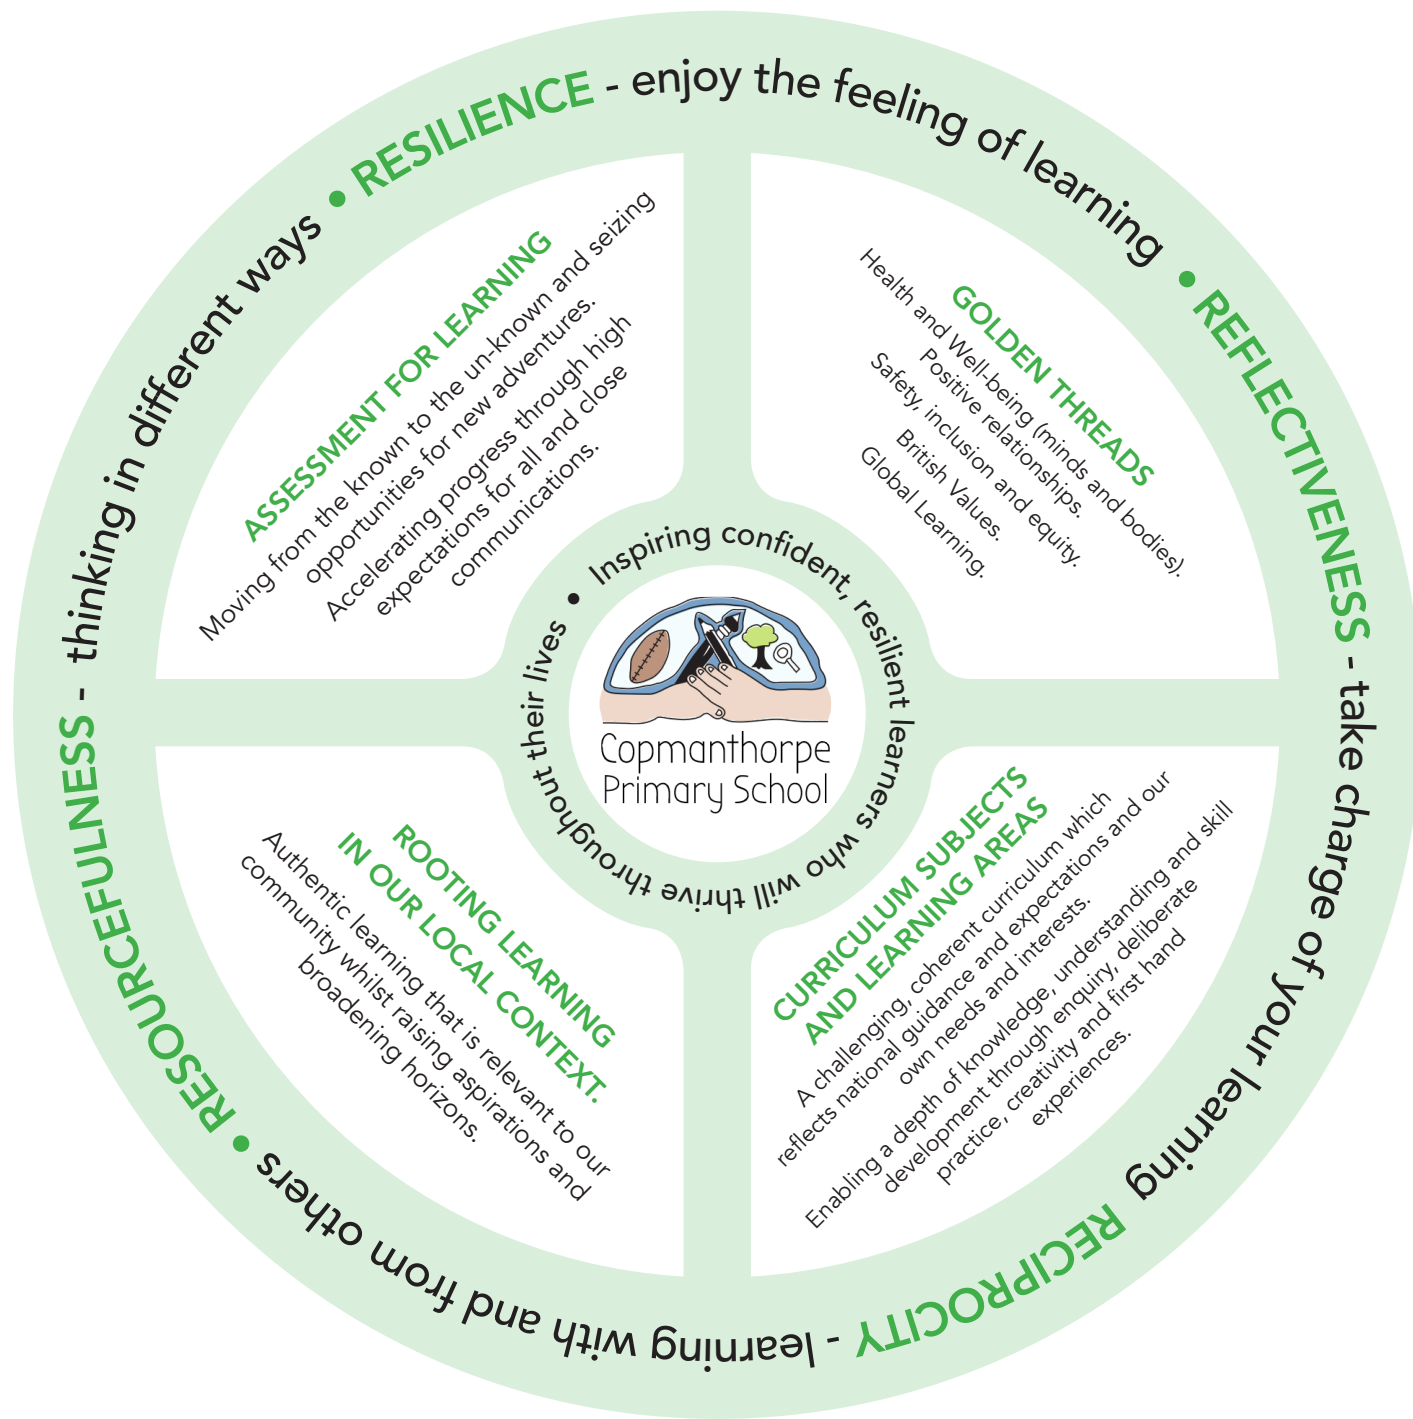 • RESILIENCE - enjoy the feeling of learning
• REFLECTIVENESS - take charge of your learning
RECIPROCITY - learning with and from others
• RESOURCEFULNESS - thinking in different ways
ASSESSMENT FOR LEARNING
Moving from the known to the un-known and seizing
opportunities for new adventures.
Accelerating progress through high
expectations for all and close
communications.
GOLDEN THREADS
Health and Well-being (minds and bodies).
Positive relationships.
Safety, inclusion and equity.
British Values.
Global Learning.
• Inspiring confident, resilient learners who will thrive throughout their lives
Copmanthorpe
Primary School
ROOTING LEARNING
IN OUR LOCAL CONTEXT.
Authentic learning that is relevant to our
community whilst raising aspirations and
broadening horizons.
CURRICULUM SUBJECTS
AND LEARNING AREAS
A challenging, coherent curriculum which
reflects national guidance and expectations and our
own needs and interests.
Enabling a depth of knowledge, understanding and skill
development through enquiry, deliberate
practice, creativity and first hand
experiences.